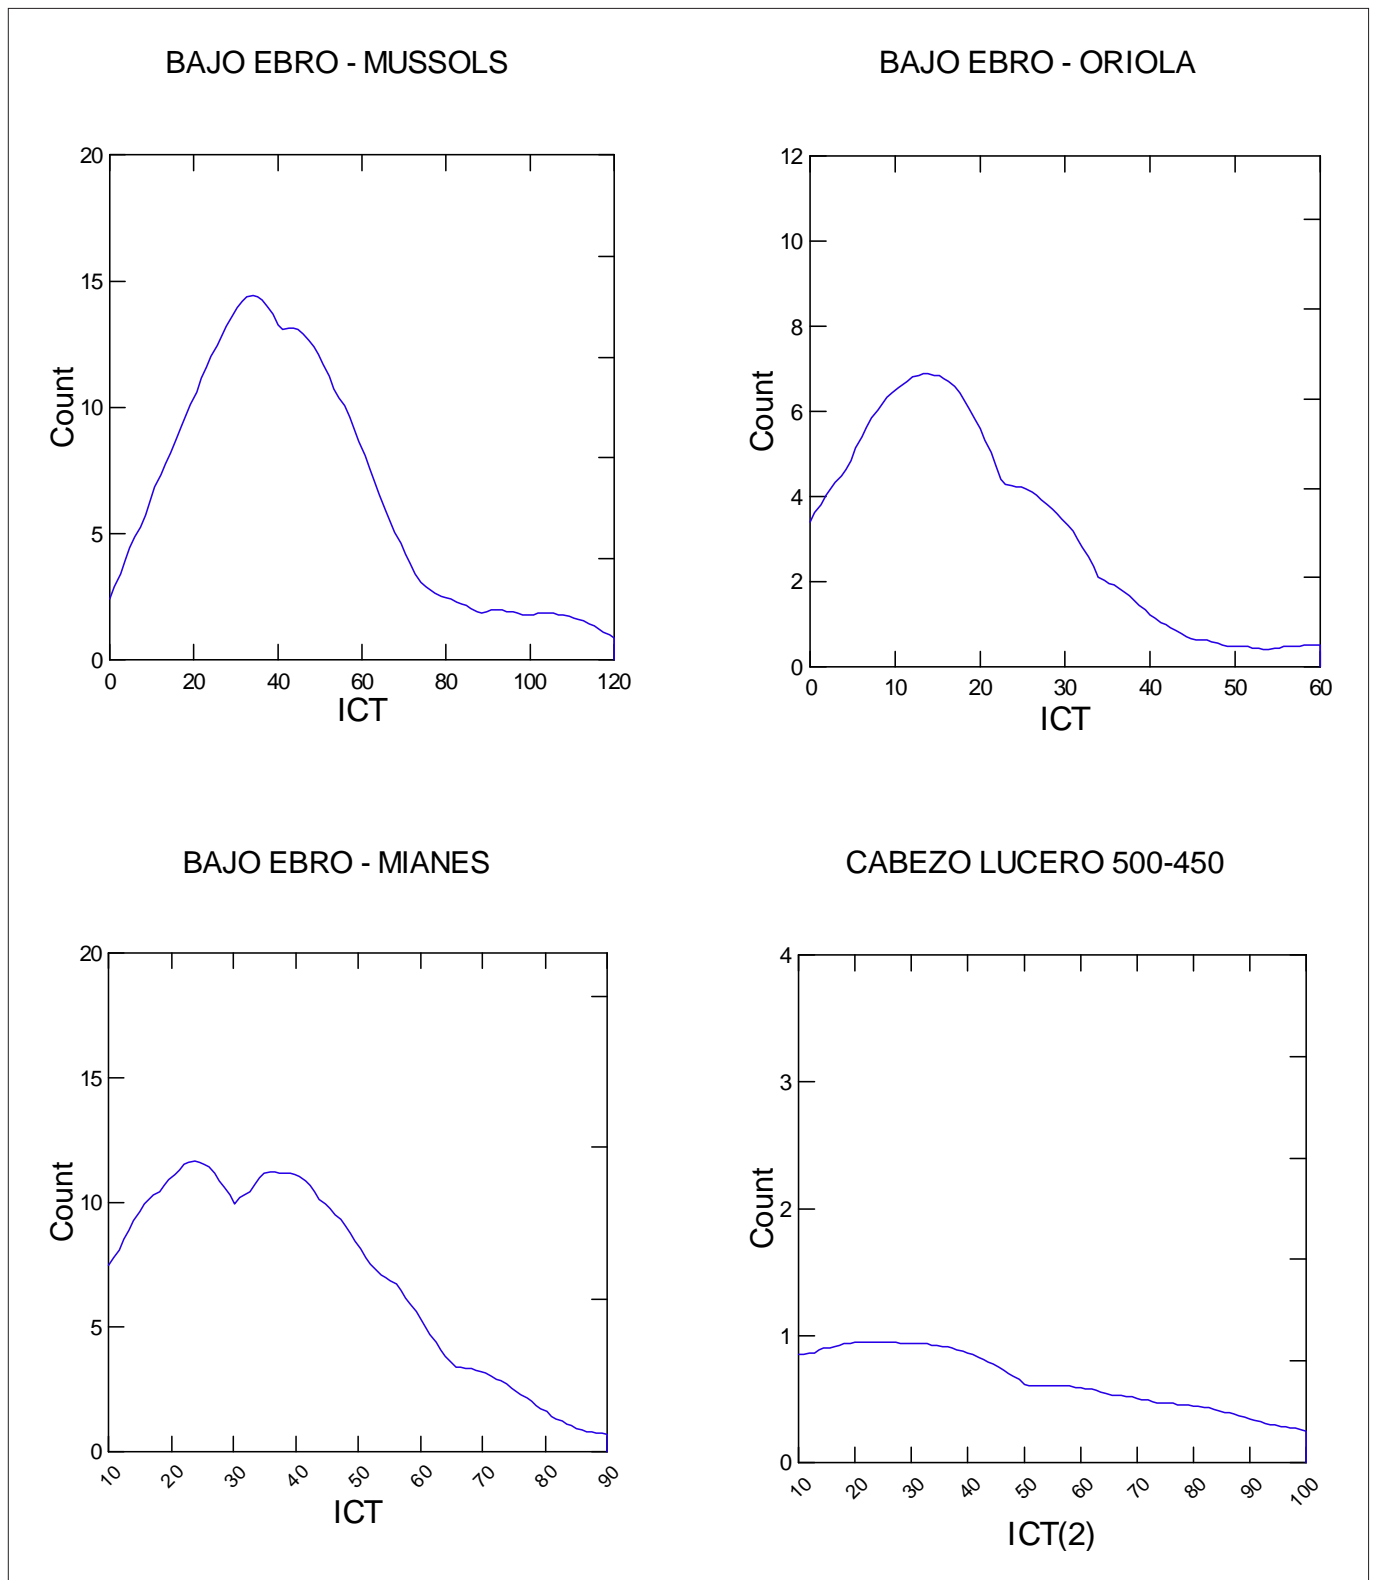 BAJO EBRO - MUSSOLS
20
15
10
5
0
Count
0 20 40 60 80 100 120
ICT
BAJO EBRO - ORIOLA
12
10
8
6
4
2
0
Count
0 10 20 30 40 50 60
ICT
BAJO EBRO - MIANES
20
15
10
5
0
Count
10 20 30 40 50 60 70 80 90
ICT
CABEZO LUCERO 500-450
4
3
2
1
0
Count
10 20 30 40 50 60 70 80 90 100
ICT(2)